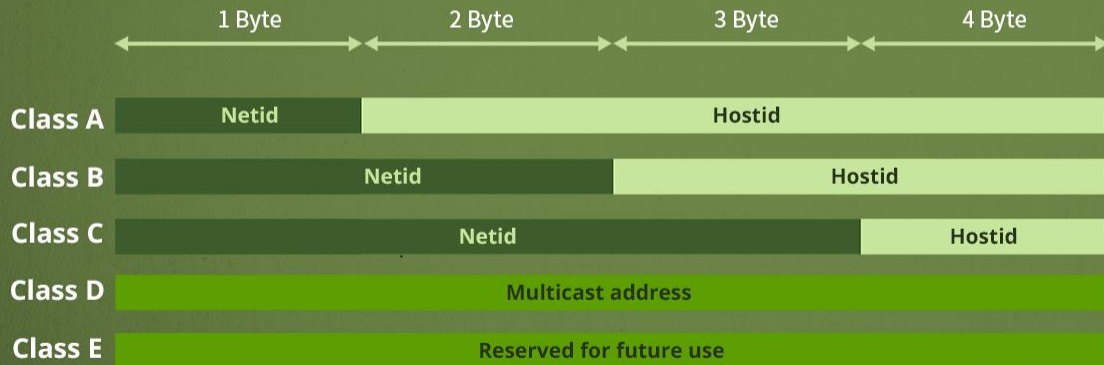 1 Byte 2 Byte 3 Byte 4 Byte
Class A Netid Hostid
Class B Netid Hostid
Class C Netid Hostid
Class D Multicast address
Class E Reserved for future use